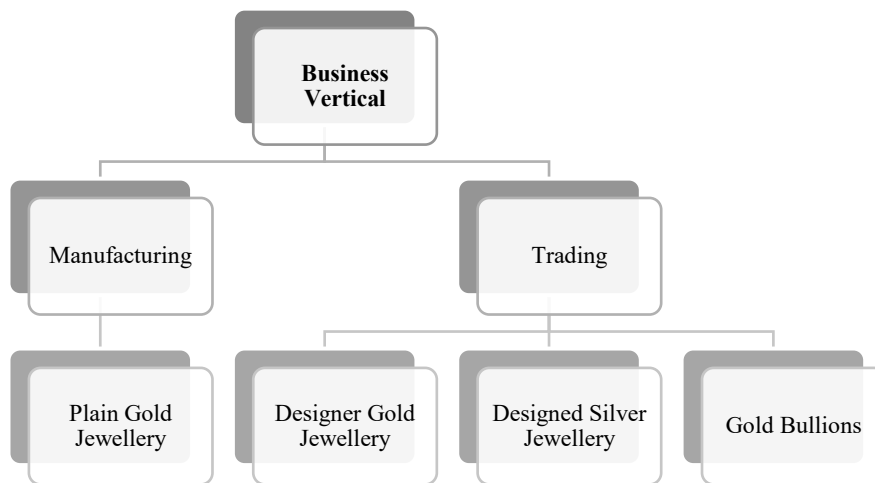 Business
Vertical
Manufacturing
Trading
Plain Gold
Jewellery
Designer Gold
Jewellery
Designed Silver
Jewellery
Gold Bullions